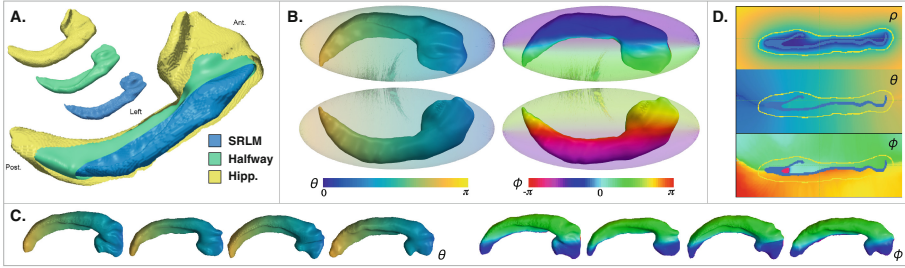 A.
Ant.
Left
Post.
SRLM
Halfway
Hipp.
B.
θ
0
π
ϕ
-π
0
π
C.
θ
ϕ
D.
ρ
θ
ϕ